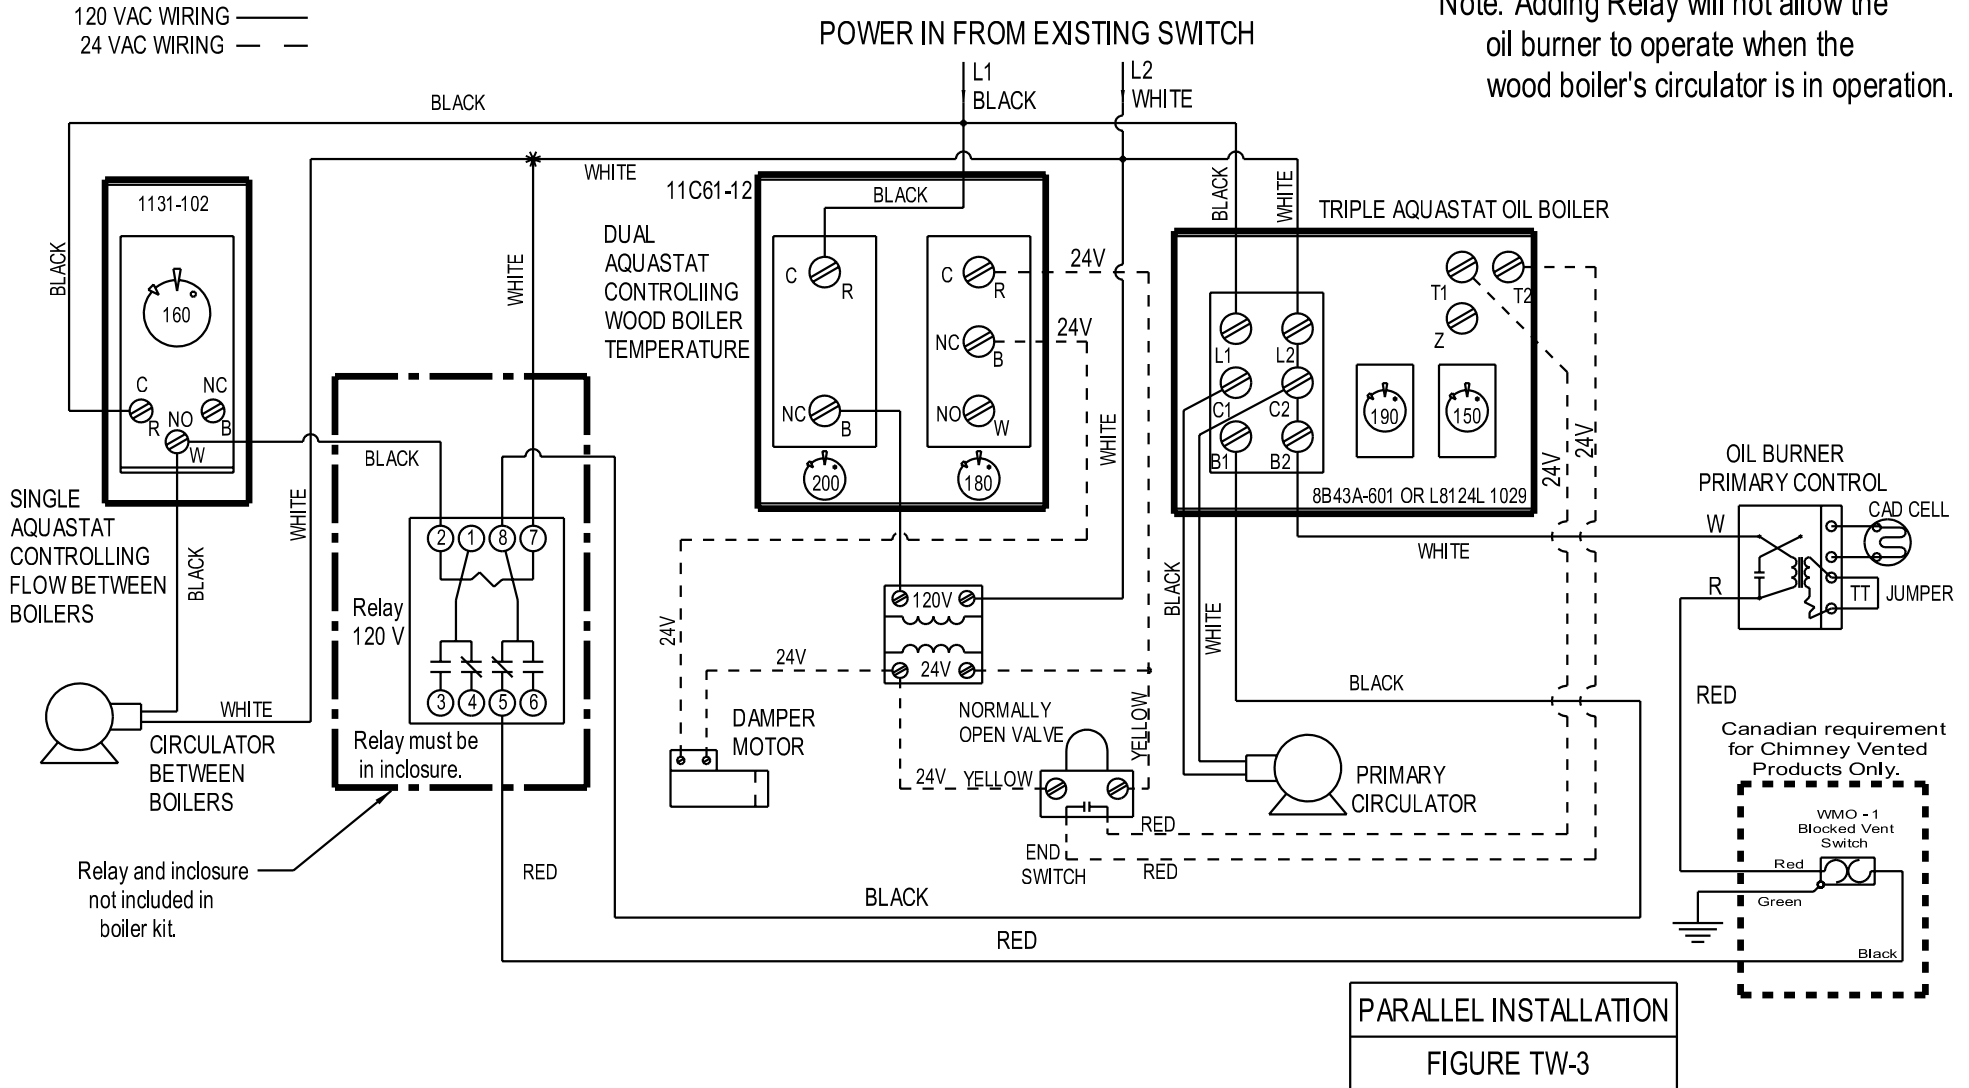 120 VAC WIRING
24 VAC WIRING
POWER IN FROM EXISTING SWITCH
Note: Adding Relay will not allow the
oil burner to operate when the
wood boiler's circulator is in operation.
L1
BLACK
L2
WHITE
BLACK
WHITE
1131-102
160
C
R
NO
W
NC
B
BLACK
SINGLE
AQUASTAT
CONTROLLING
FLOW BETWEEN
BOILERS
BLACK
WHITE
WHITE
CIRCULATOR
BETWEEN
BOILERS
WHITE
BLACK
2
1
8
7
Relay
120 V
3
4
5
6
Relay must be
in inclosure.
Relay and inclosure
not included in
boiler kit.
11C61-12
DUAL
AQUASTAT
CONTROLIING
WOOD BOILER
TEMPERATURE
BLACK
C
R
NC
B
200
C
R
NC
B
NO
W
180
24V
24V
WHITE
120V
24V
24V
24V
DAMPER
MOTOR
NORMALLY
OPEN VALVE
YELLOW
24V
YELLOW
END
SWITCH
RED
RED
TRIPLE AQUASTAT OIL BOILER
BLACK
WHITE
T1
T2
Z
L1
L2
C1
C2
B1
B2
190
150
8B43A-601 OR L8124L 1029
24V
24V
WHITE
BLACK
WHITE
BLACK
PRIMARY
CIRCULATOR
OIL BURNER
PRIMARY CONTROL
CAD CELL
W
R
TT
JUMPER
RED
Canadian requirement
for Chimney Vented
Products Only.
WMO - 1
Blocked Vent
Switch
Red
Green
Black
RED
BLACK
RED
PARALLEL INSTALLATION
FIGURE TW-3